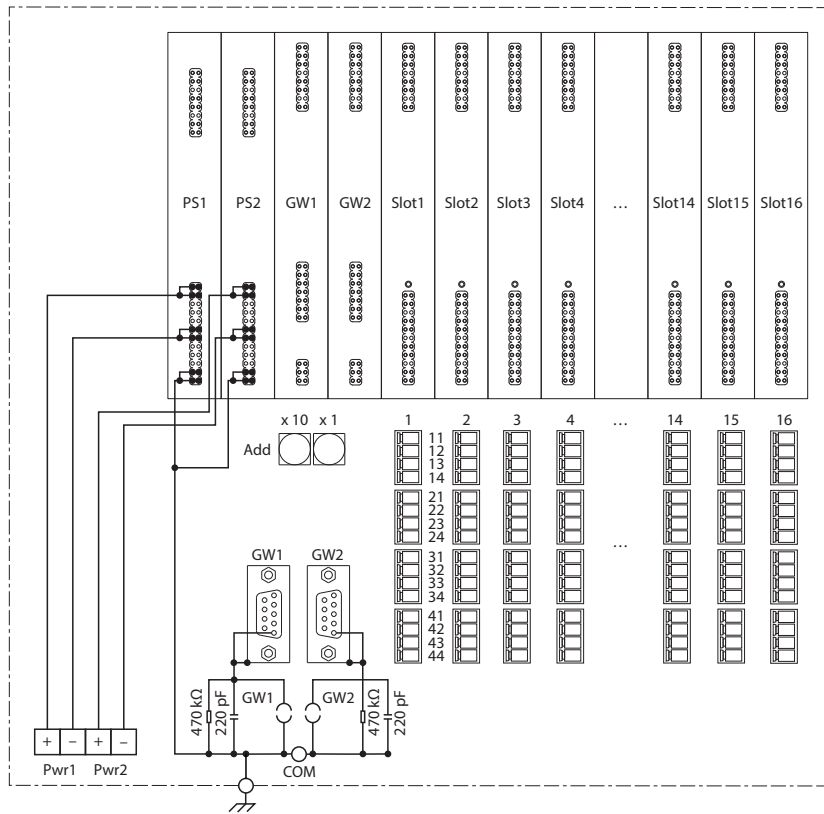 PS1 PS2 GW1 GW2 Slot1 Slot2 Slot3 Slot4 ... Slot14 Slot15 Slot16
x 10 x 1
Add
1 2 3 4 ... 14 15 16
11
12
13
14
21
22
23
24
...
31
32
33
34
41
42
43
44
GW1 GW2
470 kΩ
220 pF
GW1 GW2
470 kΩ
220 pF
+ – + –
Pwr1 Pwr2
COM